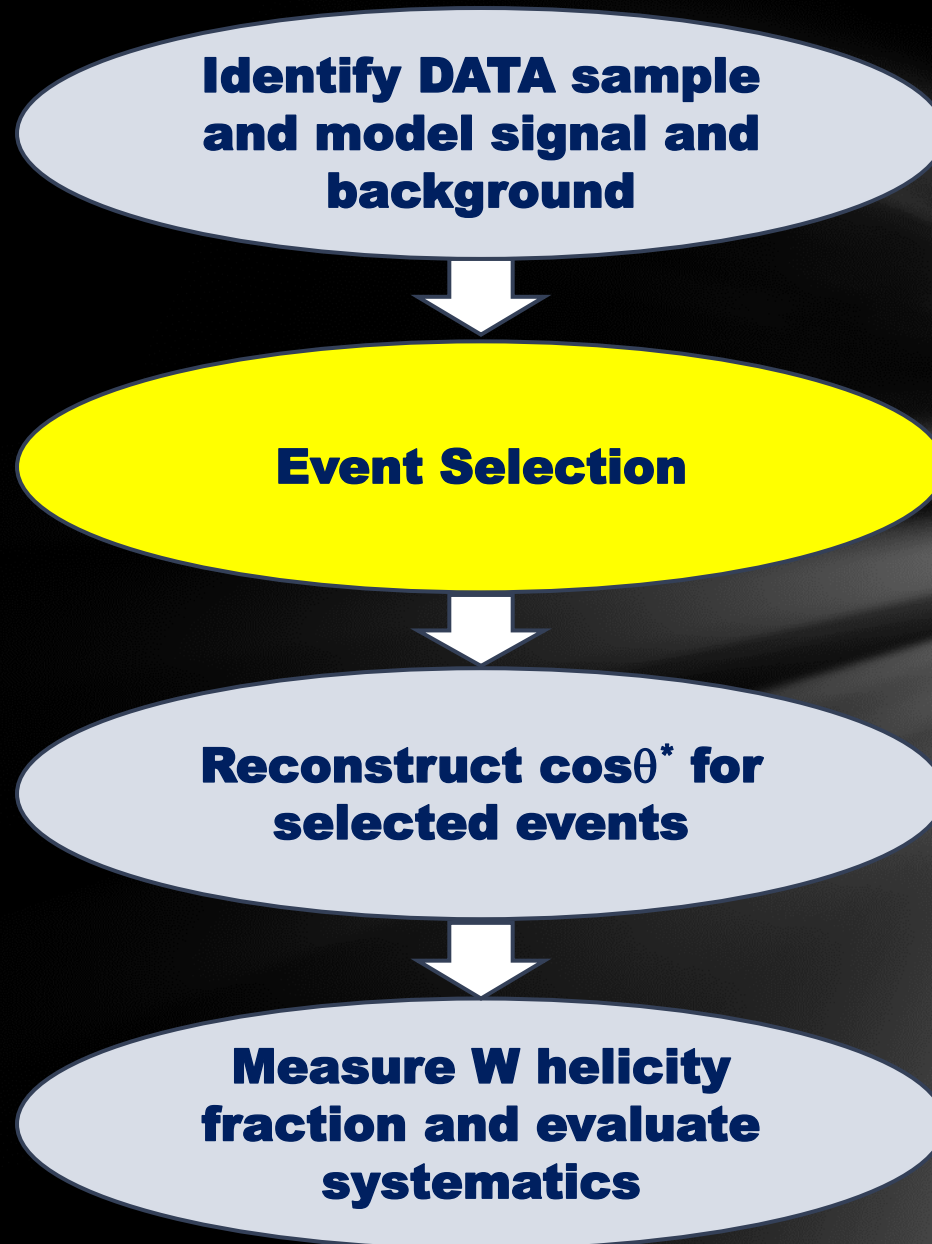 Identify DATA sample
and model signal and
background
Event Selection
Reconstruct cosθ* for
selected events
Measure W helicity
fraction and evaluate
systematics